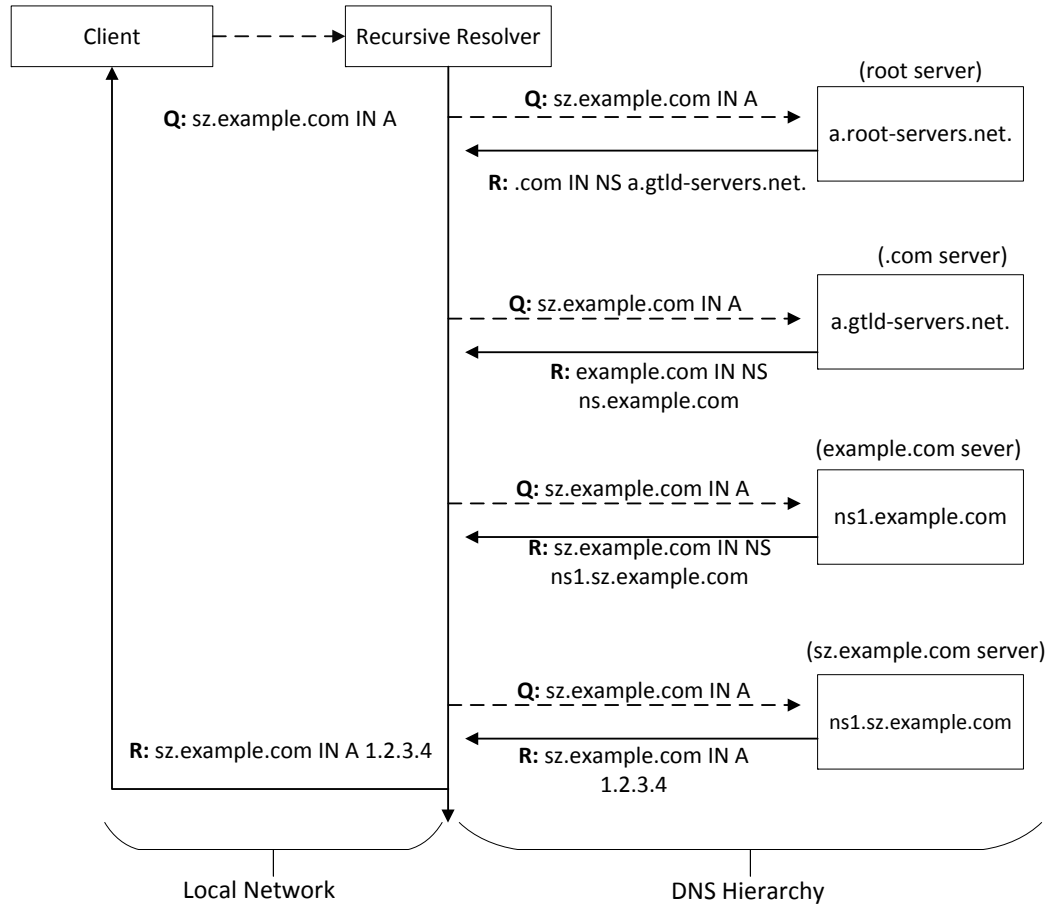 Client
Recursive Resolver
Q: sz.example.com IN A
(root server)
Q: sz.example.com IN A
a.root-servers.net.
R: .com IN NS a.gtld-servers.net.
(.com server)
Q: sz.example.com IN A
a.gtld-servers.net.
R: example.com IN NS
ns.example.com
(example.com sever)
Q: sz.example.com IN A
ns1.example.com
R: sz.example.com IN NS
ns1.sz.example.com
(sz.example.com server)
Q: sz.example.com IN A
ns1.sz.example.com
R: sz.example.com IN A 1.2.3.4
R: sz.example.com IN A
1.2.3.4
Local Network
DNS Hierarchy